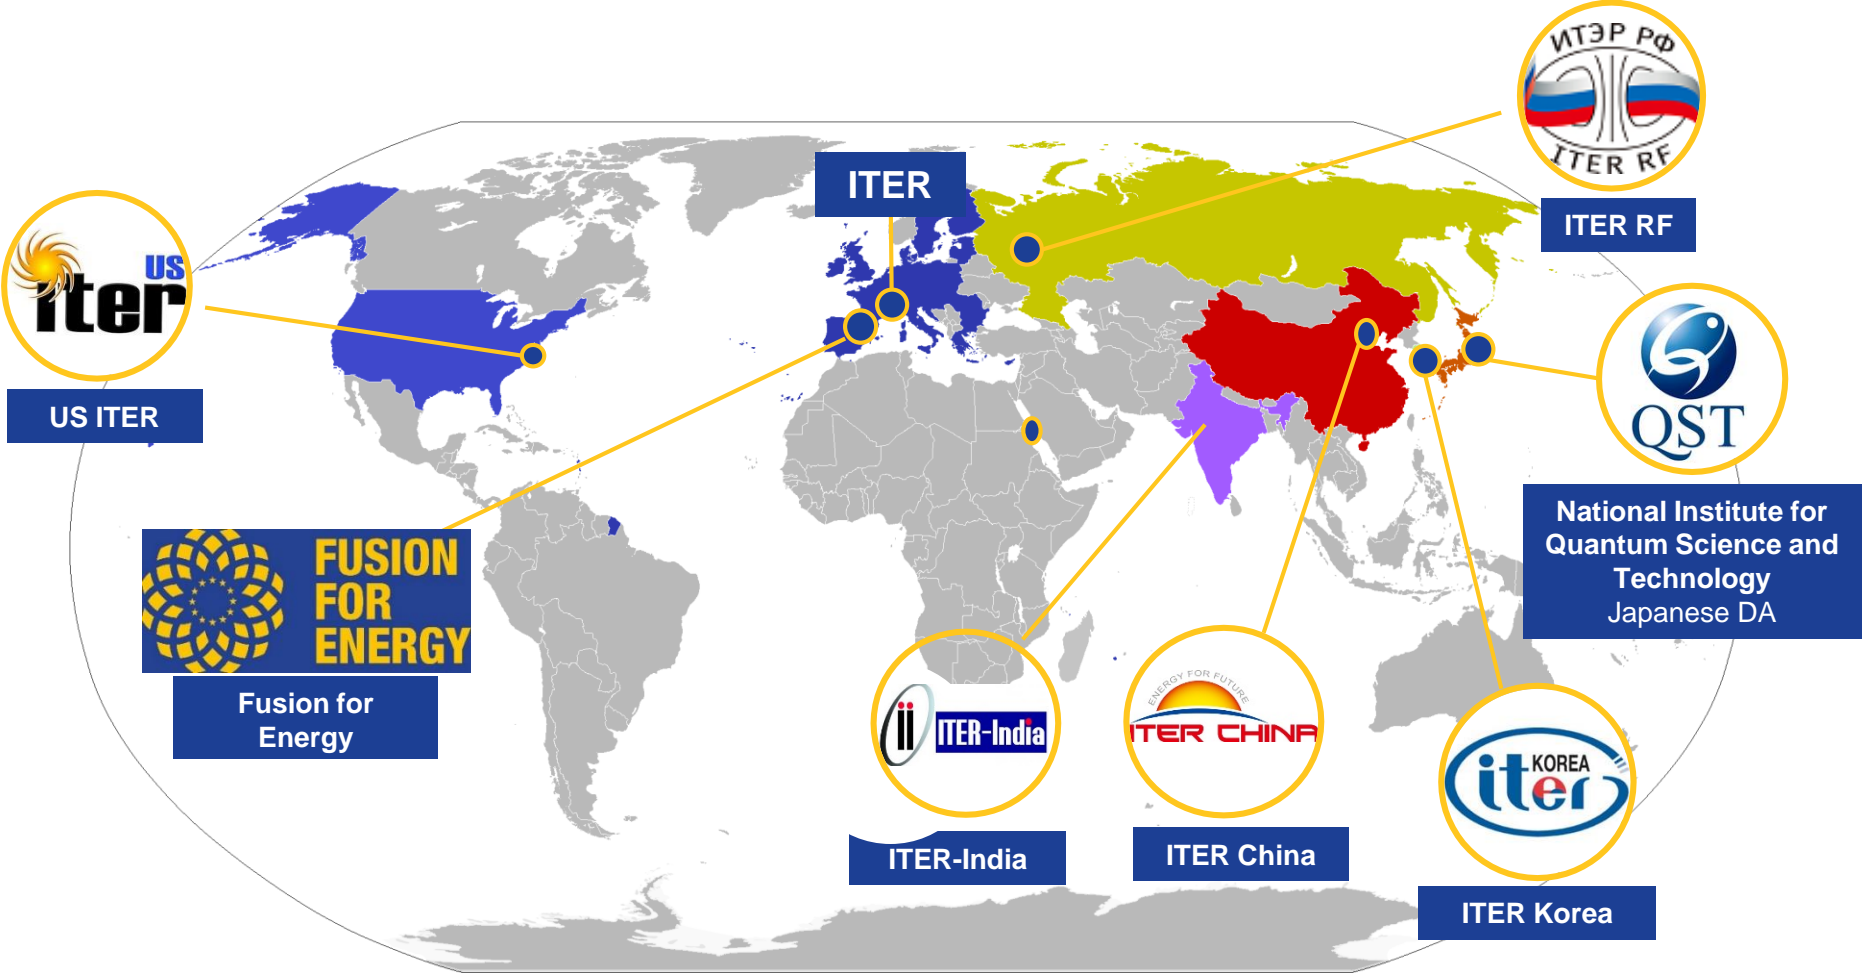 ИТЭР РФ
ITER RF
ITER RF
ITER
US
iter
US ITER
QST
National Institute for
Quantum Science and
Technology
Japanese DA
FUSION
FOR
ENERGY
Fusion for
Energy
ii ITER-India
ITER-India
ENERGY FOR FUTURE
ITER CHINA
ITER China
KOREA
iter
ITER Korea